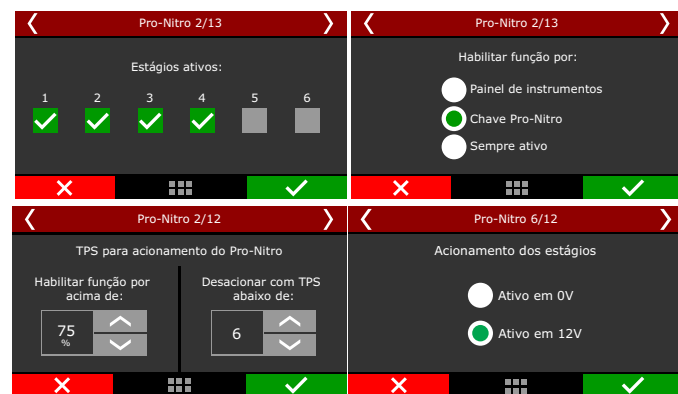 Pro-Nitro 2/13
Estágios ativos:
1 2 3 4 5 6
Pro-Nitro 2/13
Habilitar função por:
Painel de instrumentos
Chave Pro-Nitro
Sempre ativo
Pro-Nitro 2/12
TPS para acionamento do Pro-Nitro
Habilitar função por
acima de:
75
%
Desacionar com TPS
abaixo de:
6
Pro-Nitro 6/12
Acionamento dos estágios
Ativo em 0V
Ativo em 12V